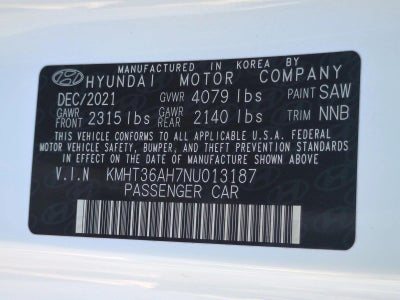 MANUFACTURED IN KOREA BY
HYUNDAI MOTOR COMPANY
DEC/2021 GVWR 4079 lbs PAINT SAW
GAWR FRONT 2315 lbs GAWR REAR 2140 lbs TRIM NNB
THIS VEHICLE CONFORMS TO ALL APPLICABLE U.S.A. FEDERAL
MOTOR VEHICLE SAFETY, BUMPER, AND THEFT PREVENTION STANDARDS
IN EFFECT ON THE DATE OF MANUFACTURE SHOWN ABOVE.
V.I.N KMHT36AH7NU013187
PASSENGER CAR